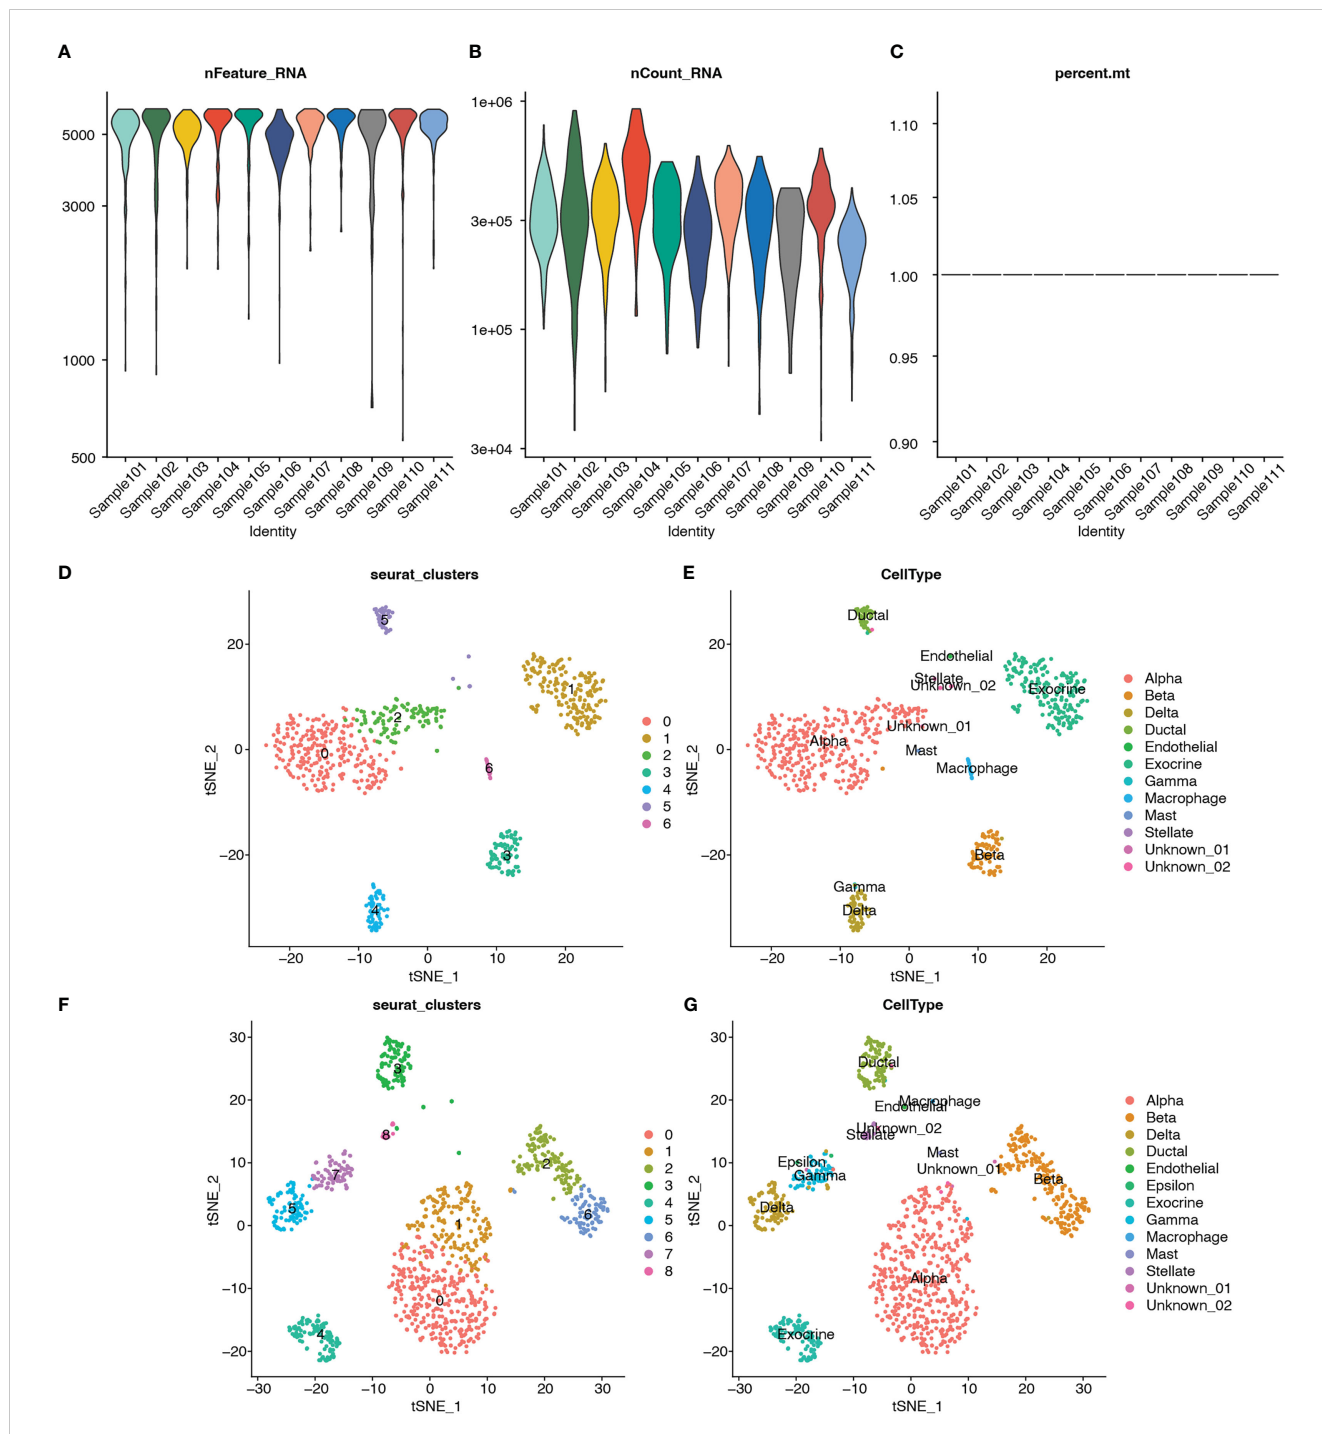 A
nFeature_RNA
5000
3000
1000
500
Sample101
Sample102
Sample103
Sample104
Sample105
Sample106
Sample107
Sample108
Sample109
Sample110
Sample111
Identity
B
nCount_RNA
1e+06
3e+05
1e+05
3e+04
Sample101
Sample102
Sample103
Sample104
Sample105
Sample106
Sample107
Sample108
Sample109
Sample110
Sample111
Identity
C
percent.mt
1.10
1.05
1.00
0.95
0.90
Sample101
Sample102
Sample103
Sample104
Sample105
Sample106
Sample107
Sample108
Sample109
Sample110
Sample111
Identity
D
seurat_clusters
tSNE_2
20
0
−20
5
1
2
0
6
3
4
−20
−10
0
10
20
tSNE_1
0
1
2
3
4
5
6
E
CellType
tSNE_2
20
0
−20
Ductal
Endothelial
Stellate
Unknown_02
Exocrine
Unknown_01
Alpha
Mast
Macrophage
Beta
Gamma
Delta
−20
−10
0
10
20
tSNE_1
Alpha
Beta
Delta
Ductal
Endothelial
Exocrine
Gamma
Macrophage
Mast
Stellate
Unknown_01
Unknown_02
F
seurat_clusters
tSNE_2
30
20
10
0
−10
−20
3
8
2
7
5
6
1
0
4
−30
−20
−10
0
10
20
30
tSNE_1
0
1
2
3
4
5
6
7
8
G
CellType
tSNE_2
30
20
10
0
−10
−20
Ductal
Macrophage
Endothelial
Unknown_02
Stellate
Mast
Epsilon
Unknown_01
Gamma
Beta
Delta
Alpha
Exocrine
−30
−20
−10
0
10
20
30
tSNE_1
Alpha
Beta
Delta
Ductal
Endothelial
Epsilon
Exocrine
Gamma
Macrophage
Mast
Stellate
Unknown_01
Unknown_02